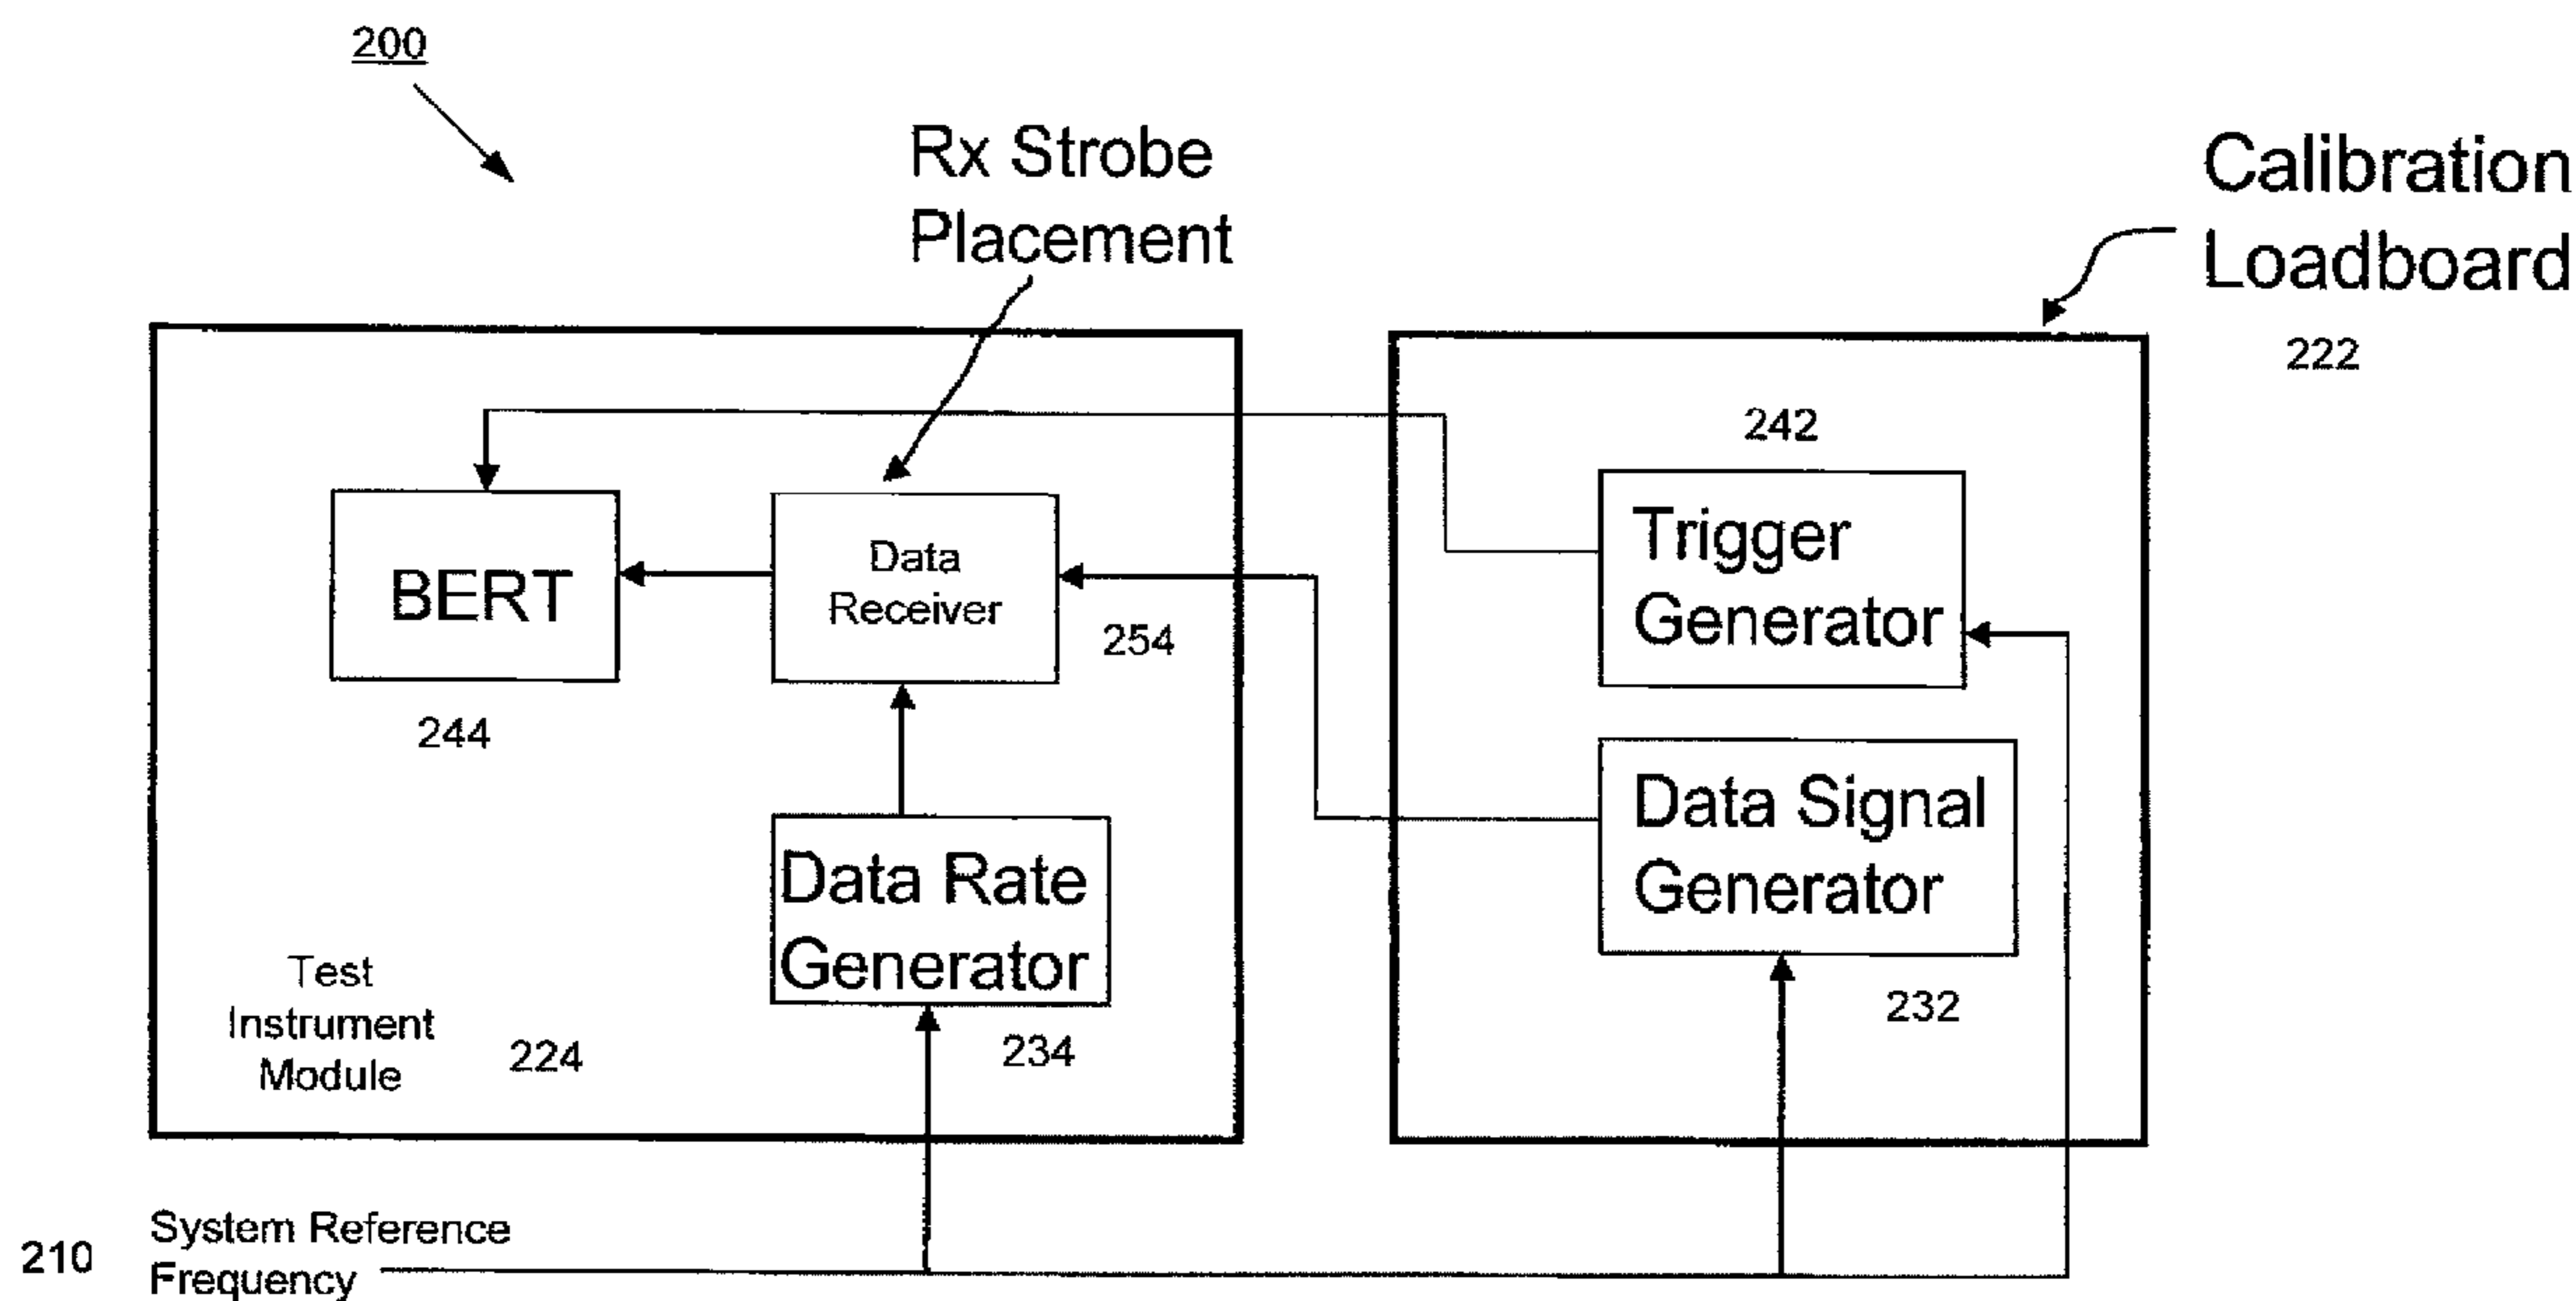 200
Rx Strobe
Placement
Calibration
Loadboard
222
242
Trigger
Generator
BERT
Data
Receiver
254
244
Data Signal
Generator
232
Data Rate
Generator
234
Test
Instrument
Module
224
210
System Reference
Frequency